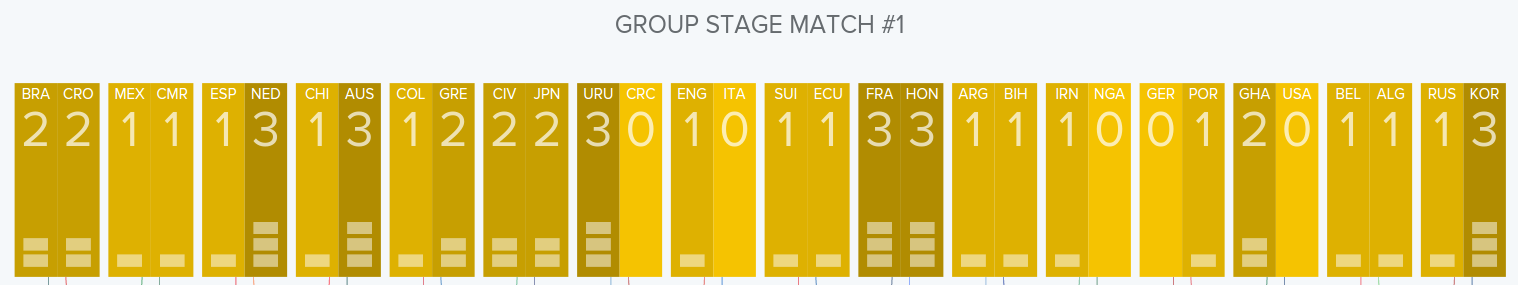 GROUP STAGE MATCH #1
BRA CRO MEX CMR ESP NED CHI AUS COL GRE CIV JPN URU CRC ENG ITA SUI ECU FRA HON ARG BIH IRN NGA GER POR GHA USA BEL ALG RUS KOR
2 2 1 1 1 3 1 3 1 2 2 2 3 0 1 0 1 1 3 3 1 1 1 0 0 1 2 0 1 1 1 3